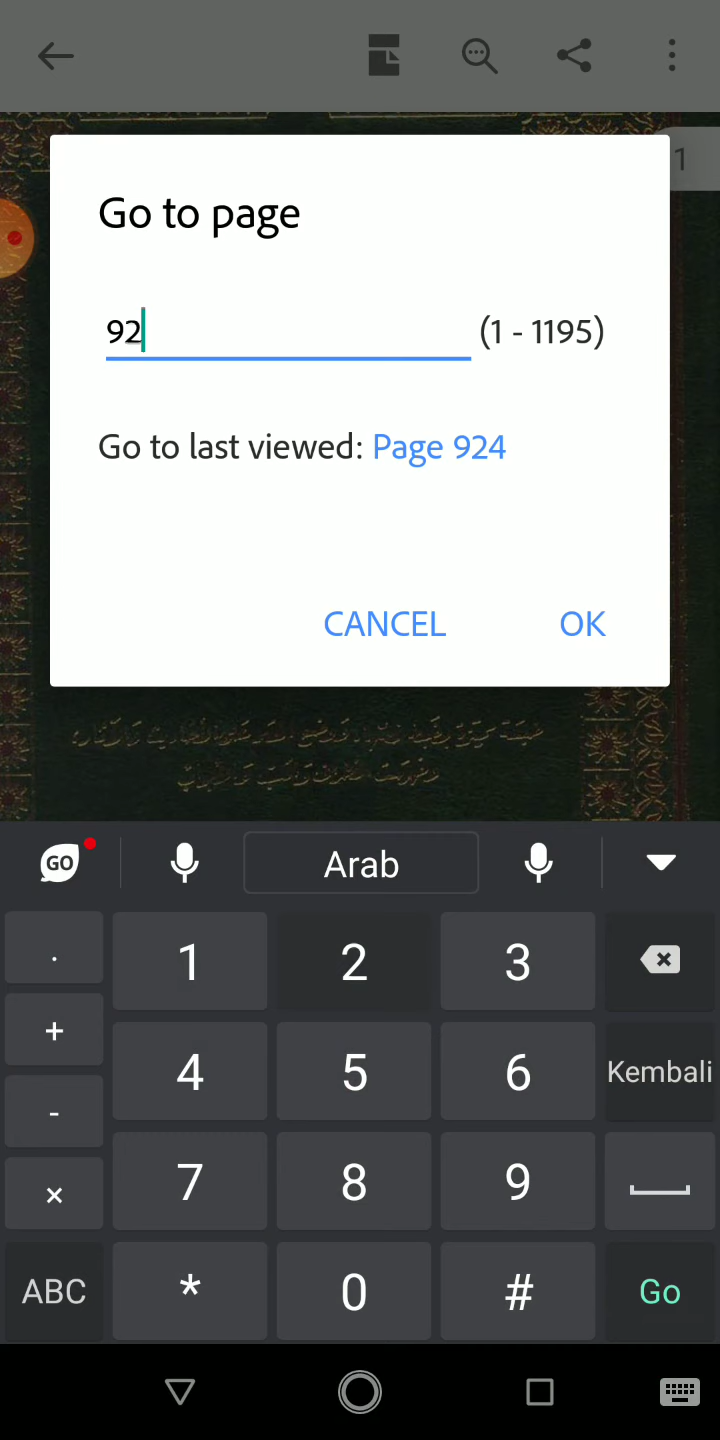 1
Go to page
92 (1 - 1195)
Go to last viewed: Page 924
CANCEL OK
GO Arab
. 1 2 3
+ 4 5 6 Kembali
- 7 8 9
×
ABC * 0 # Go